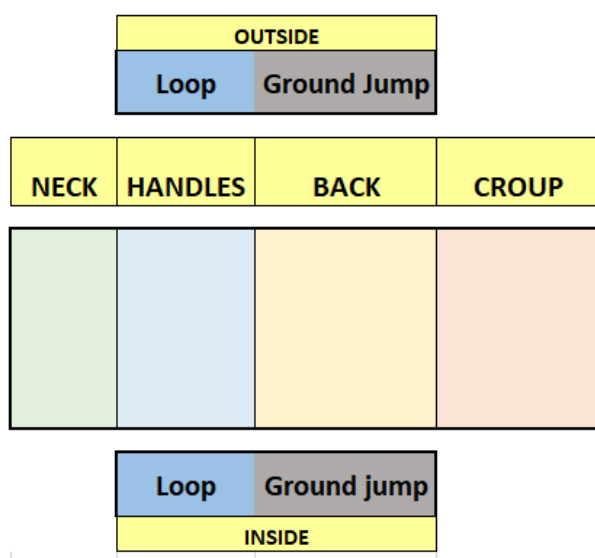 OUTSIDE
Loop Ground Jump
NECK HANDLES BACK CROUP
Loop Ground jump
INSIDE